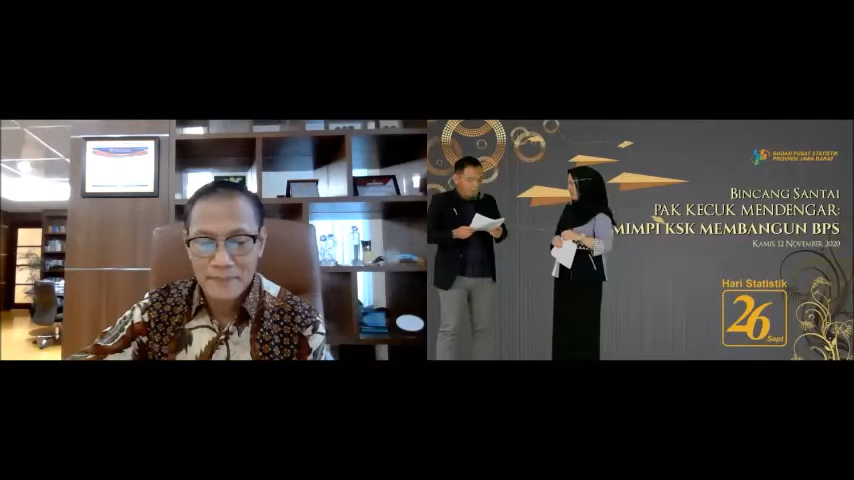 BADAN PUSAT STATISTIK
PROVINSI JAWA BARAT
BINCANG SANTAI
PAK KECUK MENDENGAR:
MIMPI KSK MEMBANGUN BPS
KAMIS, 12 NOVEMBER 2020
Hari Statistik
26
Sept